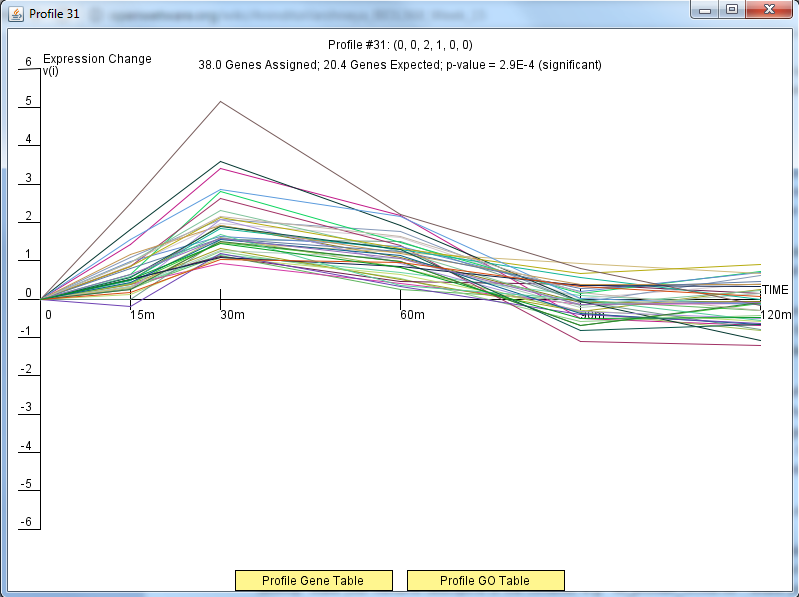 Profile 31
Profile #31: (0, 0, 2, 1, 0, 0)
38.0 Genes Assigned; 20.4 Genes Expected; p-value = 2.9E-4 (significant)
Expression Change
v(i)
6
5
4
3
2
1
0
-1
-2
-3
-4
-5
-6
TIME
0 15m 30m 60m 90m 120m
Profile Gene Table Profile GO Table